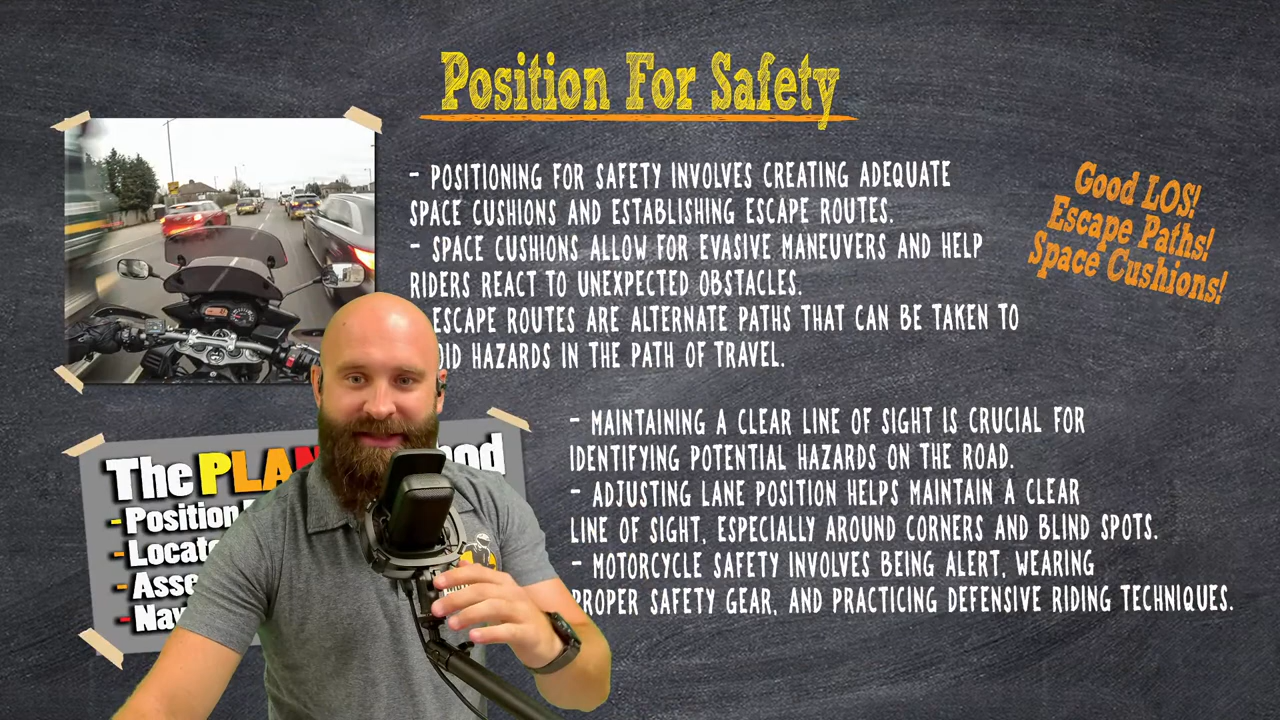 Position For Safety
- POSITIONING FOR SAFETY INVOLVES CREATING ADEQUATE
SPACE CUSHIONS AND ESTABLISHING ESCAPE ROUTES.
- SPACE CUSHIONS ALLOW FOR EVASIVE MANEUVERS AND HELP
RIDERS REACT TO UNEXPECTED OBSTACLES.
ESCAPE ROUTES ARE ALTERNATE PATHS THAT CAN BE TAKEN TO
HAZARDS IN THE PATH OF TRAVEL.
Good LOS!
Escape Paths!
Space Cushions!
The PLAN
- Position
- MAINTAINING A CLEAR LINE OF SIGHT IS CRUCIAL FOR
IDENTIFYING POTENTIAL HAZARDS ON THE ROAD.
- ADJUSTING LANE POSITION HELPS MAINTAIN A CLEAR
LINE OF SIGHT, ESPECIALLY AROUND CORNERS AND BLIND SPOTS.
- MOTORCYCLE SAFETY INVOLVES BEING ALERT, WEARING
PROPER SAFETY GEAR, AND PRACTICING DEFENSIVE RIDING TECHNIQUES.